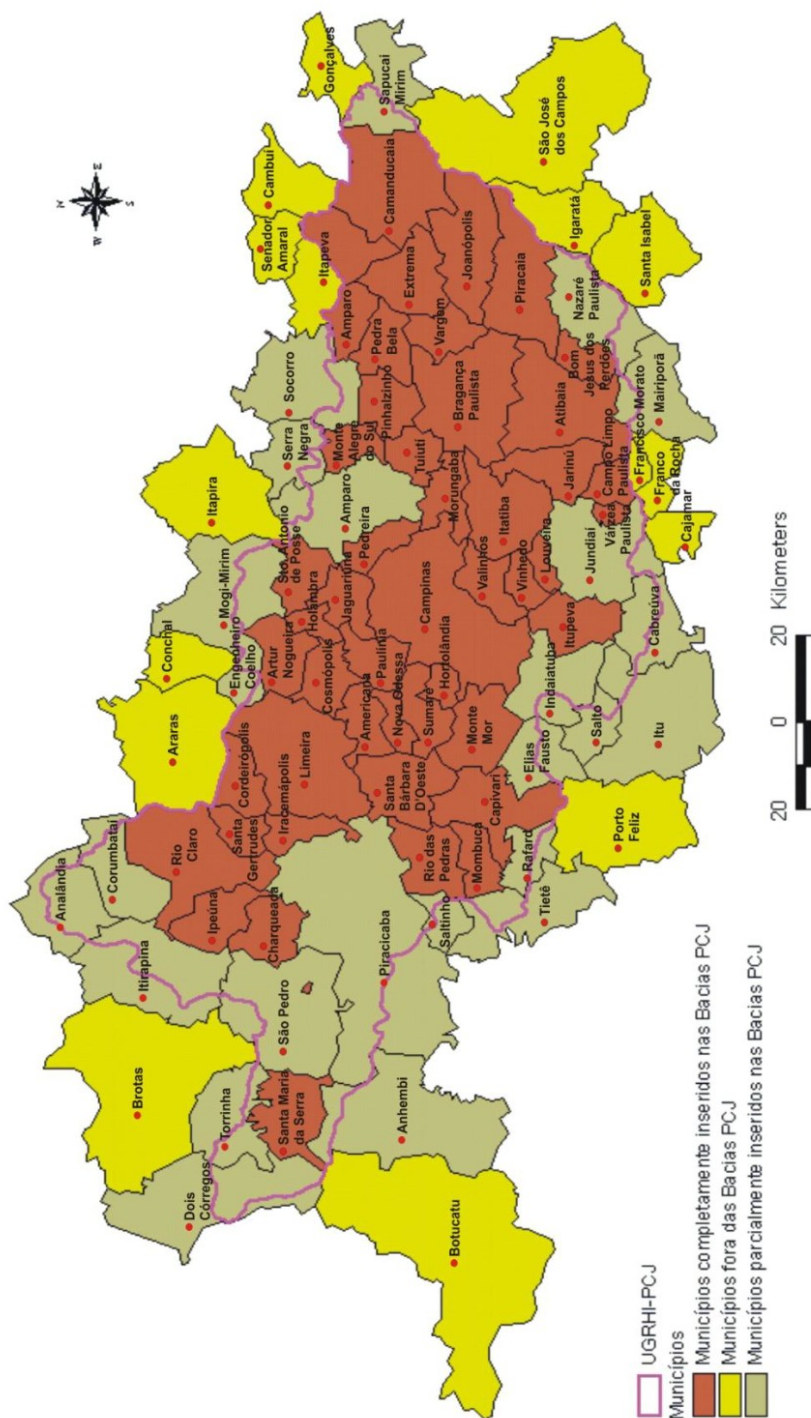 N
W
E
S
Gonçalves
Sapucai
Mirim
Cambuí
Senador
Amaral
Itapeva
Camanducaia
São José
dos Campos
Extrema
Joanópolis
Igaratá
Santa Isabel
Piracaia
Nazaré
Paulista
Amparo
Pedra
Bela
Vargem
Bom
Jesus dos
Perdões
Socorro
Pinhalzinho
Bragança
Paulista
Atibaia
Mairiporã
Serra
Negra
Monte
Alegre
do Sul
Tuiutí
Morungaba
Jarinú
Campo Limpo
Paulista
Francisco Morato
Franco
da Rocha
Várzea
Paulista
Cajamar
Itapira
Amparo
Pedreira
Itatiba
Louveira
Jundiaí
Sto. Antonio
de Posse
Holambra
Jaguariúna
Valinhos
Vinhedo
Itupeva
Cabreúva
Mogi-Mirim
Campinas
Conchal
Engenheiro
Coelho
Artur
Nogueira
Cosmópolis
Paulínia
Hortolândia
Indaiatuba
Salto
Itu
Araras
Americana
Nova Odessa
Sumaré
Monte
Mor
Elias
Fausto
Cordeirópolis
Limeira
Santa
Bárbara
D'Oeste
Capivari
Santa
Gertrudes
Iracemápolis
Rio
Claro
Rio das
Pedras
Mombuca
Rafaro
Porto
Feliz
Corumbataí
Analândia
Ipeúna
Charqueada
Saltinho
Tietê
Itirapina
Piracicaba
São Pedro
Brotas
Torrinha
Santa Maria
da Serra
Anhembi
Dois
Córregos
Botucatu
20
0
20 Kilometers
UGRHI-PCJ
Municípios
Municípios completamente inseridos nas Bacias PCJ
Municípios fora das Bacias PCJ
Municípios parcialmente inseridos nas Bacias PCJ